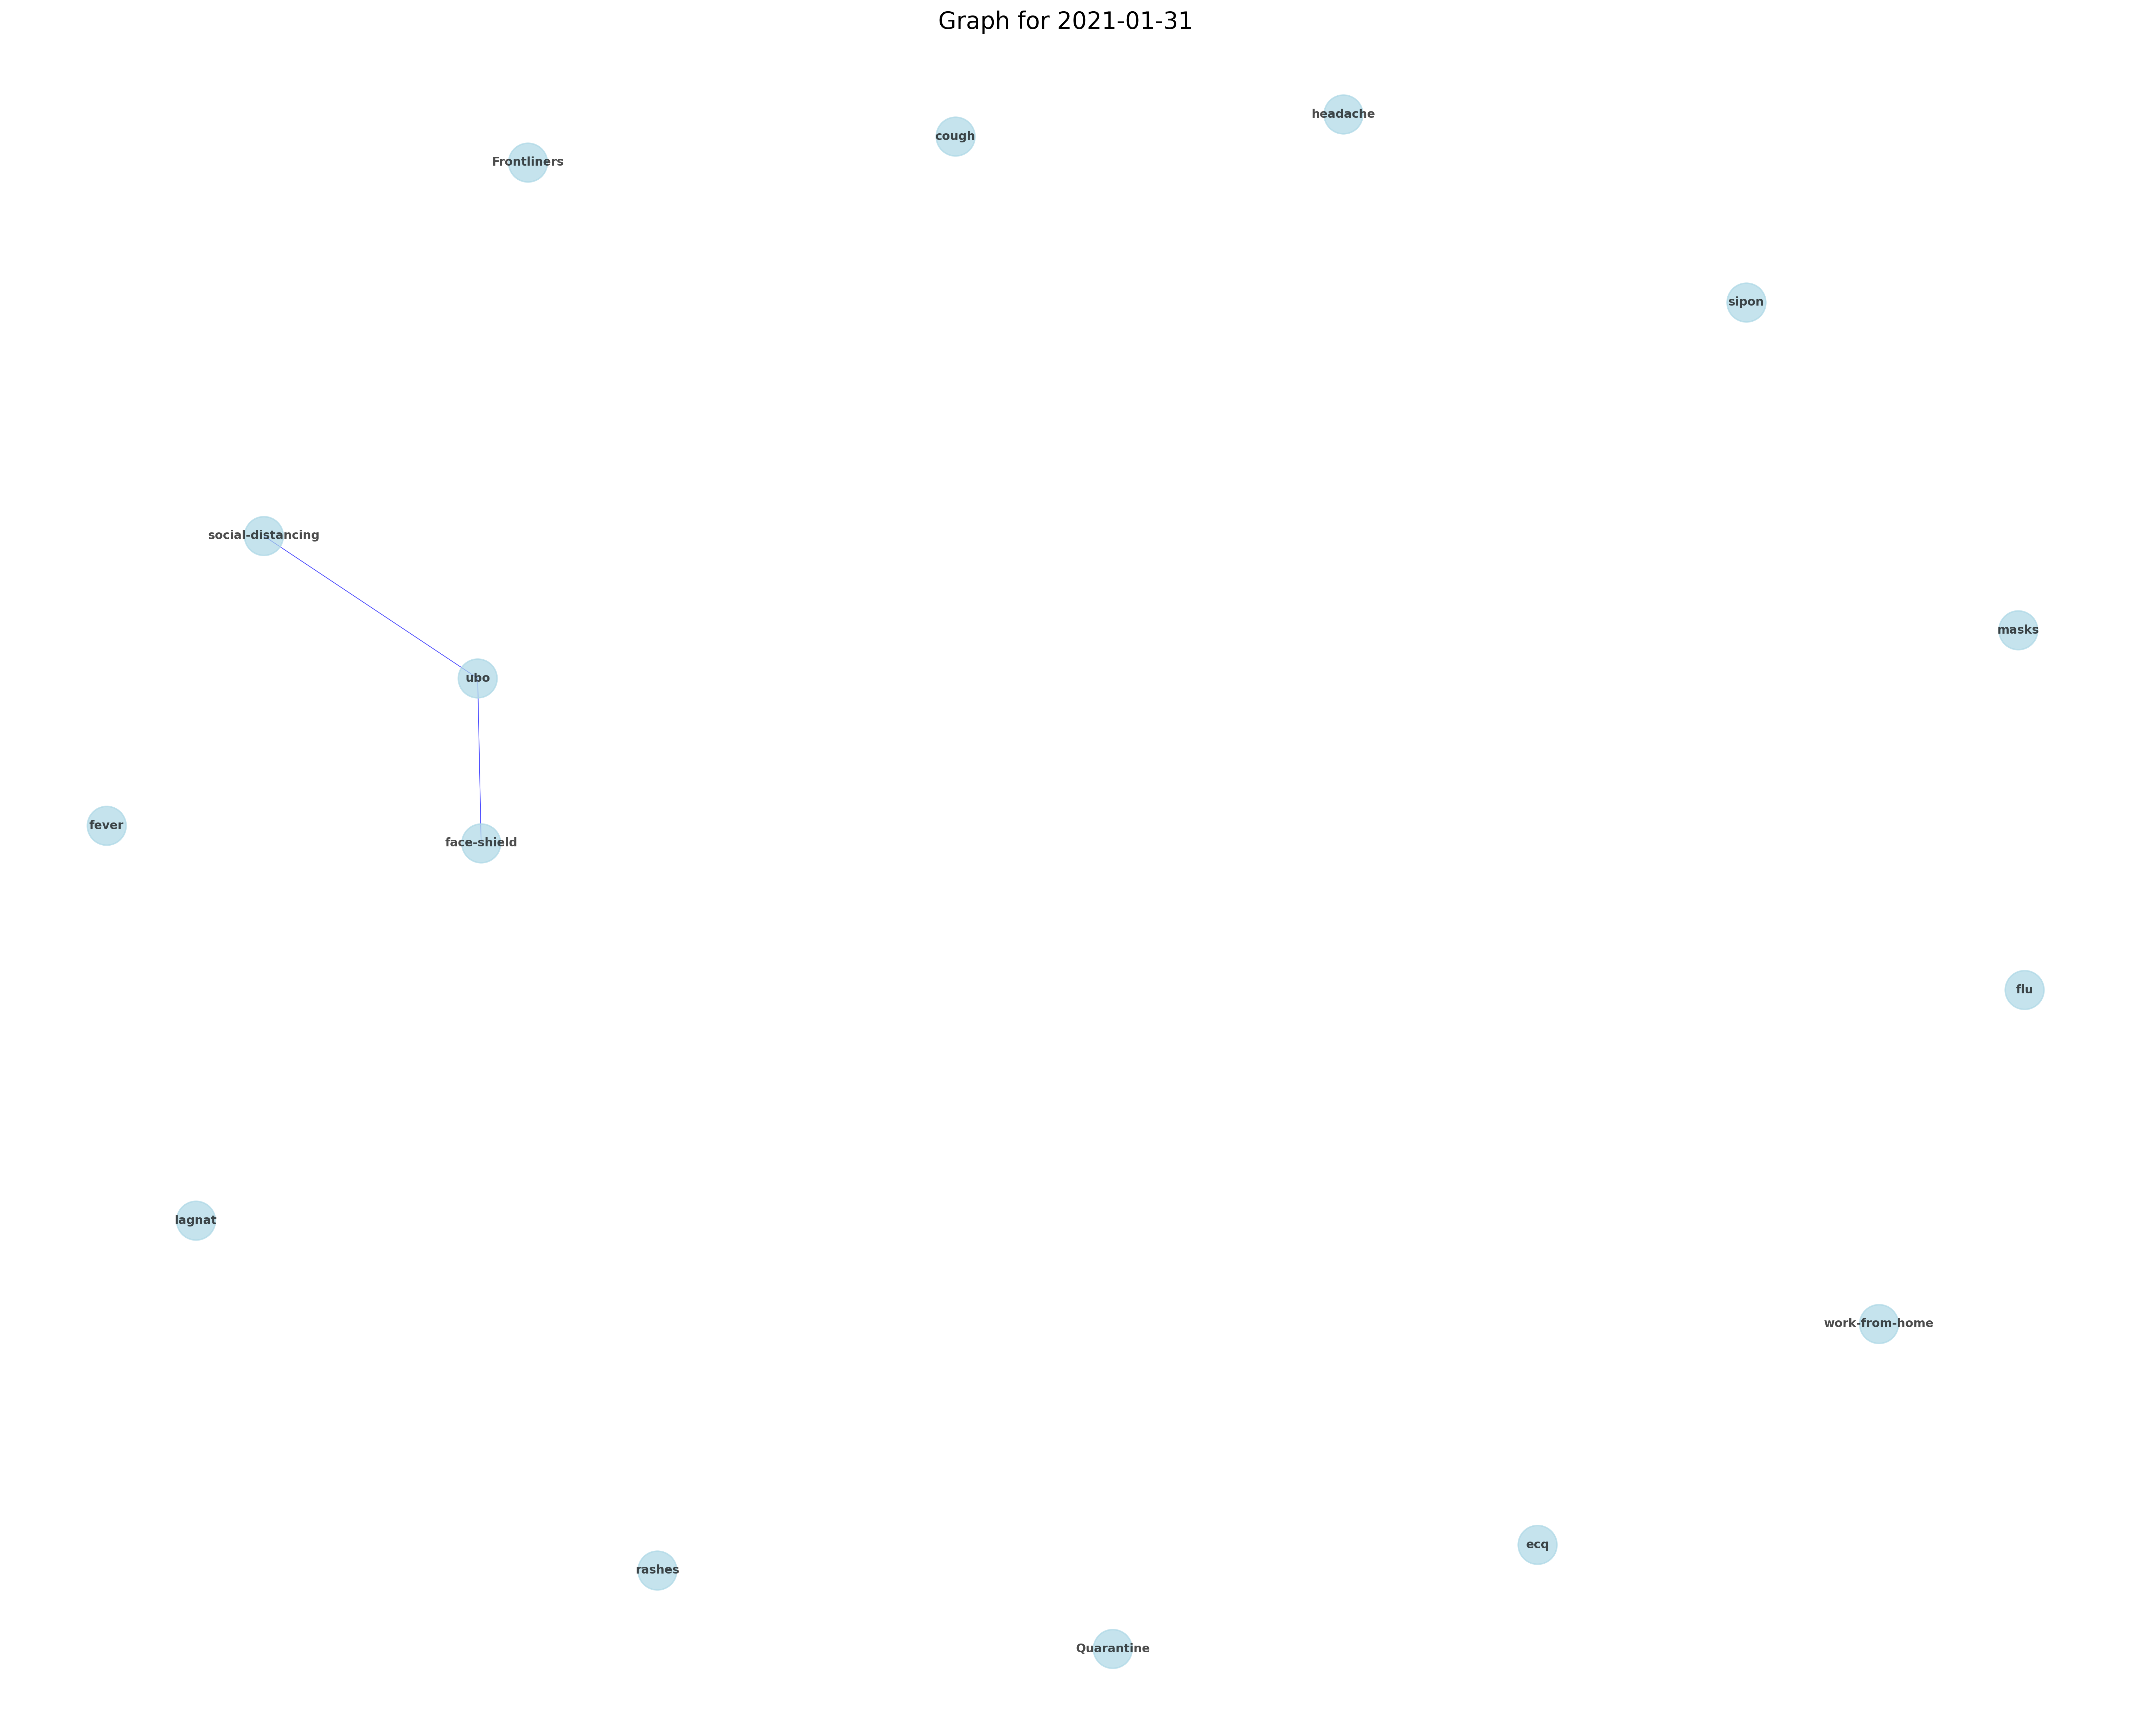 Graph for 2021-01-31
headache
cough
Frontliners
sipon
social-distancing
masks
ubo
fever
face-shield
flu
lagnat
work-from-home
ecq
rashes
Quarantine